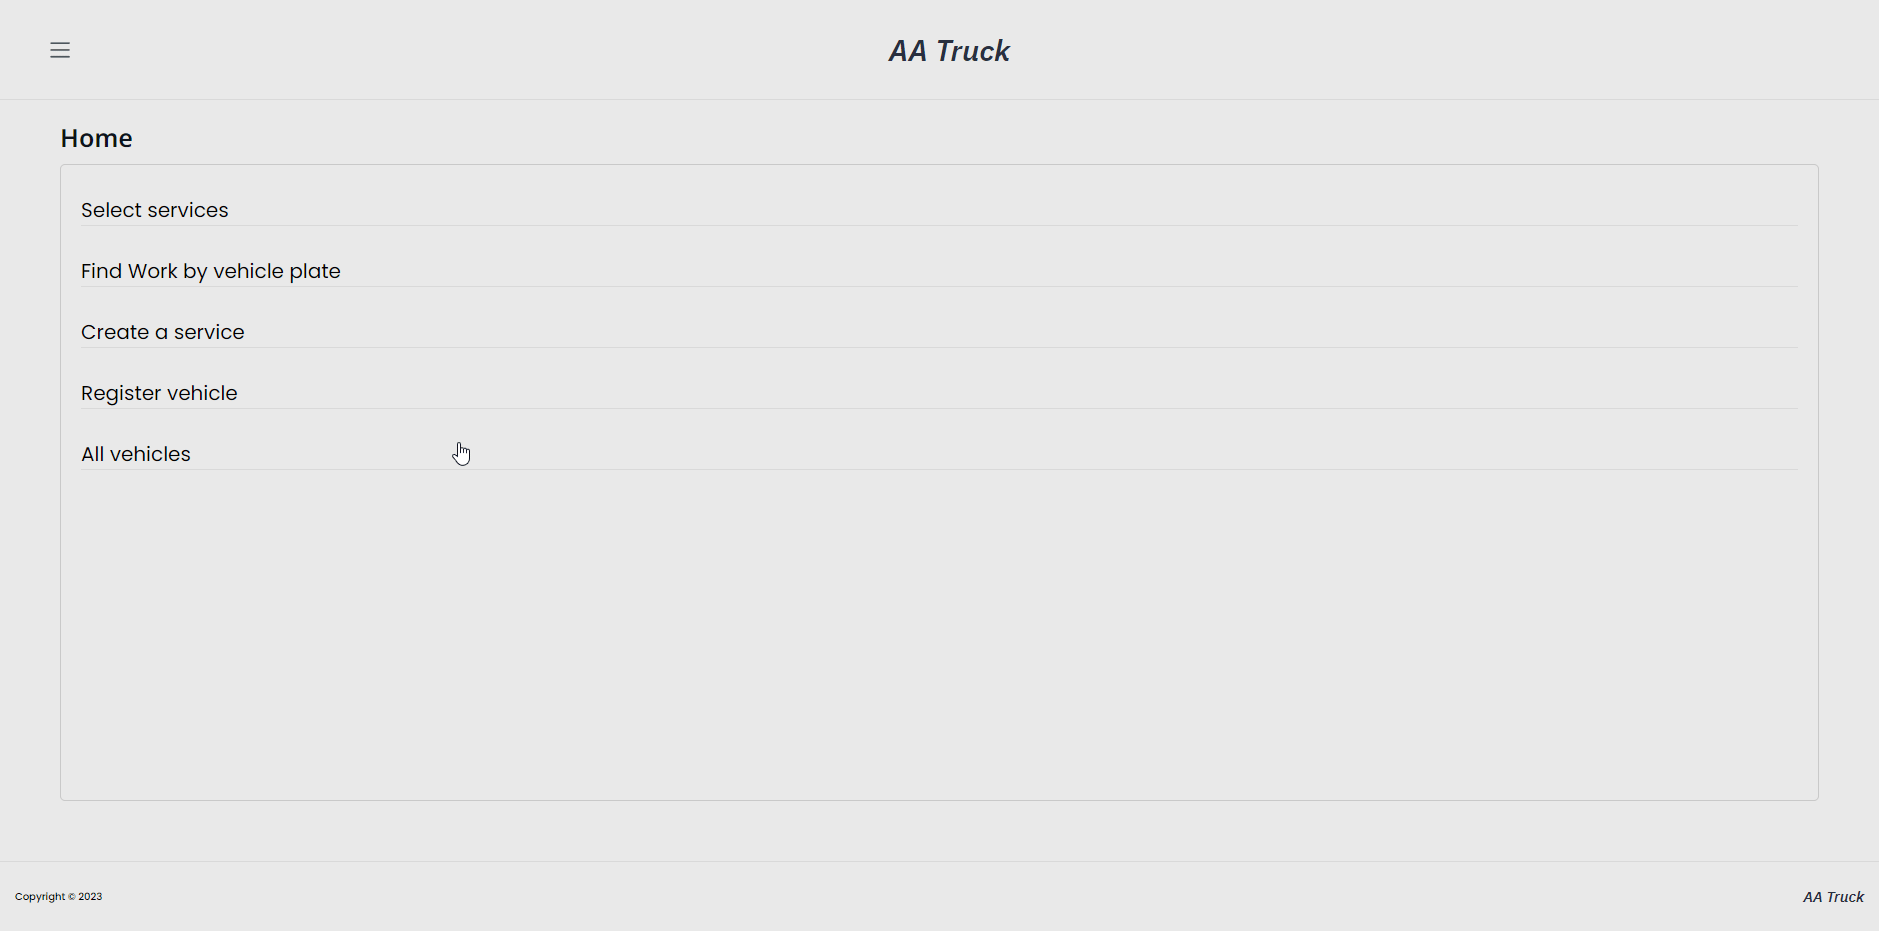 AA Truck
Home
Select services
Find Work by vehicle plate
Create a service
Register vehicle
All vehicles
Copyright © 2023
AA Truck